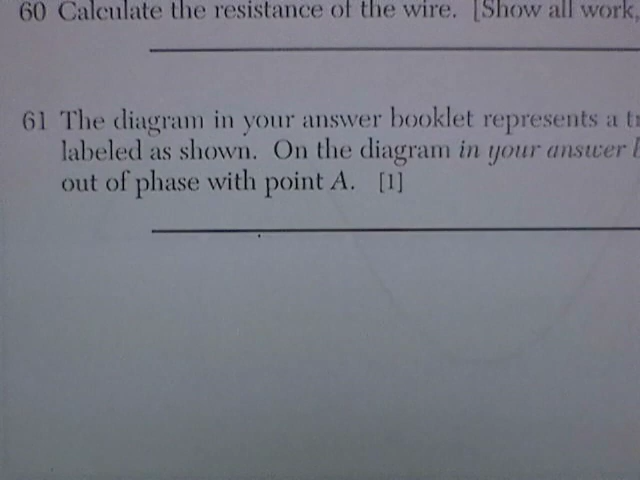 60 Calculate the resistance of the wire. [Show all work,
61 The diagram in your answer booklet represents a
labeled as shown. On the diagram in your answer
out of phase with point A. [1]